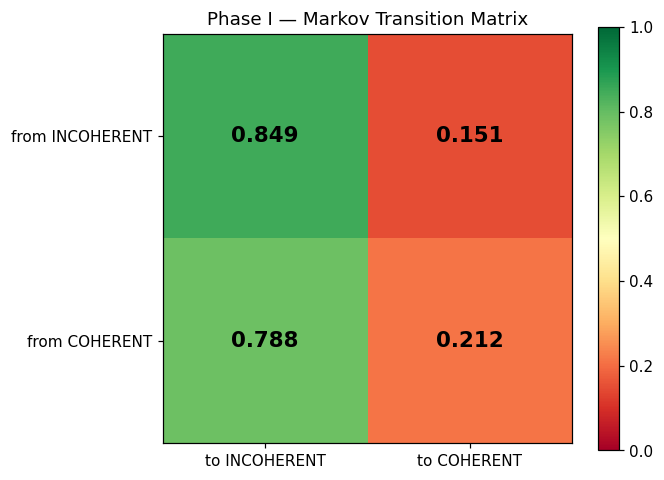 Phase I — Markov Transition Matrix
1.0
from INCOHERENT
0.849
0.151
0.8
0.6
0.4
from COHERENT
0.788
0.212
0.2
0.0
to INCOHERENT
to COHERENT